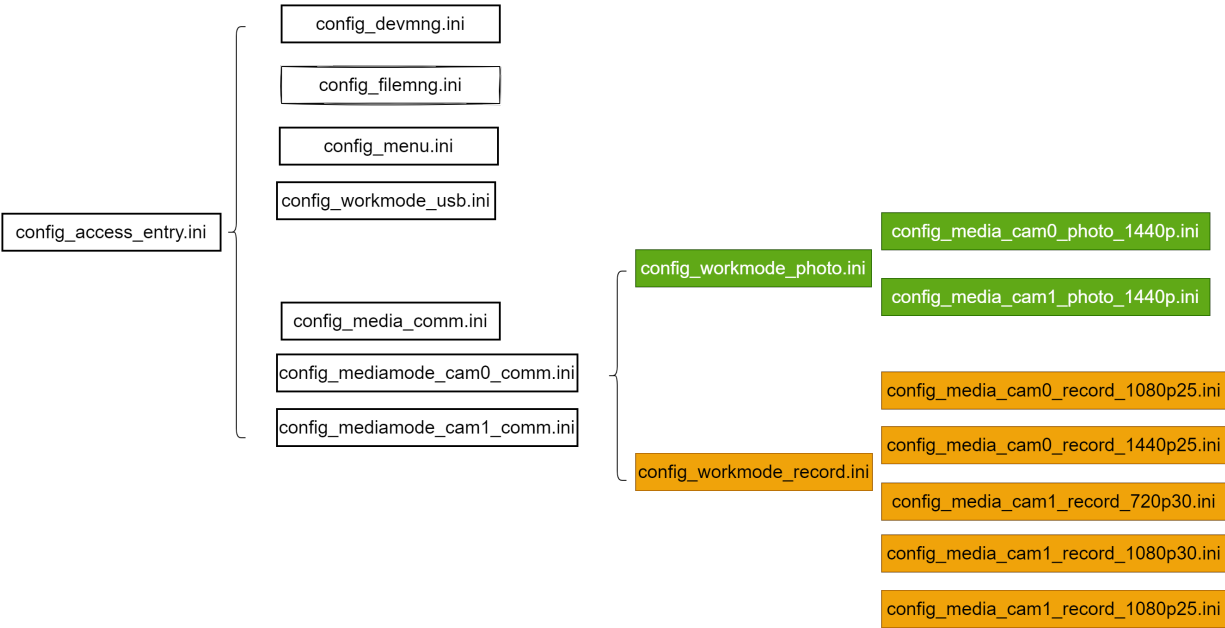 config_access_entry.ini
config_devmng.ini
config_filemng.ini
config_menu.ini
config_workmode_usb.ini
config_media_comm.ini
config_mediamode_cam0_comm.ini
config_mediamode_cam1_comm.ini
config_workmode_photo.ini
config_media_cam0_photo_1440p.ini
config_media_cam1_photo_1440p.ini
config_workmode_record.ini
config_media_cam0_record_1080p25.ini
config_media_cam0_record_1440p25.ini
config_media_cam1_record_720p30.ini
config_media_cam1_record_1080p30.ini
config_media_cam1_record_1080p25.ini